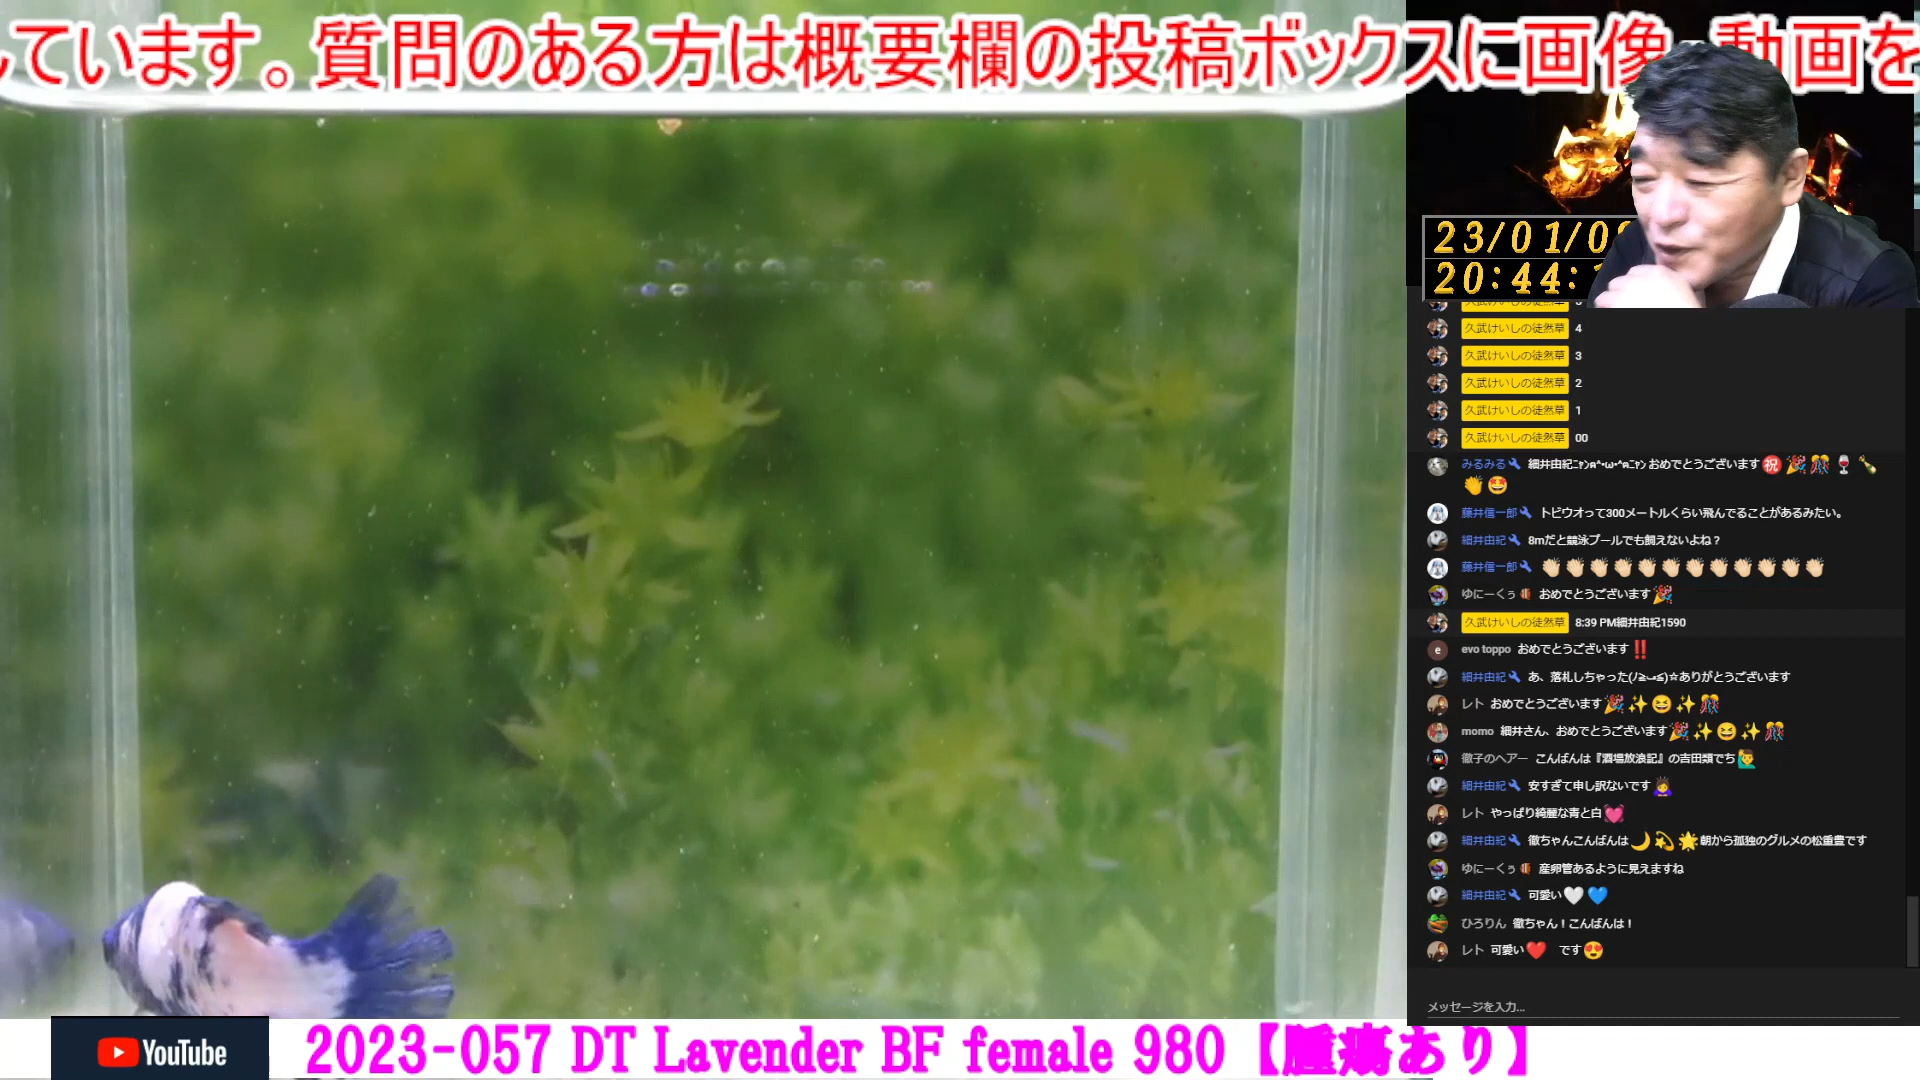 ています。質問のある方は概要欄の投稿ボックスに画像・動画を
23/01/0
20:44:
久武けいしの徒然草 4
久武けいしの徒然草 3
久武けいしの徒然草 2
久武けいしの徒然草 1
久武けいしの徒然草 00
みるみる 細井由紀ﾆｬﾝฅ^•ω•^ฅﾆｬﾝ おめでとうございます㊗🎉🎊🍷🍾
👏🤩
藤井信一郎 トビウオって300メートルくらい飛んでることがあるみたい。
細井由紀 8mだと競泳プールでも飼えないよね？
藤井信一郎 👏🏻👏🏻👏🏻👏🏻👏🏻👏🏻👏🏻👏🏻👏🏻👏🏻👏🏻👏🏻
ゆにーくぅ🐠 おめでとうございます🎉
久武けいしの徒然草 8:39 PM細井由紀1590
e evo toppo おめでとうございます‼
細井由紀 あ、落札しちゃった(ﾉ≧ڡ≦)☆ありがとうございます
レト おめでとうございます🎉✨😆✨🎊
momo 細井さん、おめでとうございます🎉✨😆✨🎊
徹子のヘアー こんばんは『酒場放浪記』の吉田類でち🙋‍♂️
細井由紀 安すぎて申し訳ないです🙇‍♀️
レト やっぱり綺麗な青と白💓
細井由紀 徹ちゃんこんばんは🌙💫🌟朝から孤独のグルメの松重豊です
ゆにーくぅ🐠 産卵管あるように見えますね
細井由紀 可愛い🤍💙
ひろりん 徹ちゃん！こんばんは！
レト 可愛い❤️ です😍
メッセージを入力...
YouTube 2023-057 DT Lavender BF female 980【腫瘍あり】